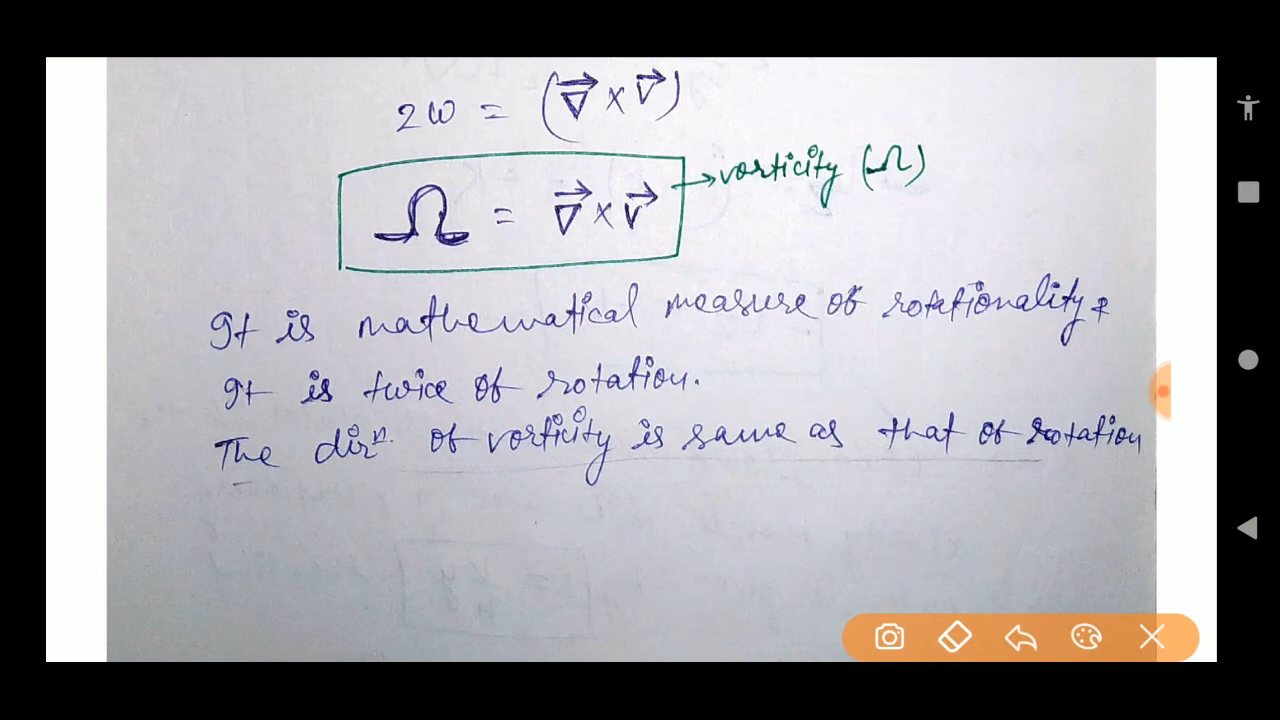 2ω = (∇⃗ × V⃗)
Ω = ∇⃗ × V⃗ → vorticity (Ω)
It is mathematical measure of rotationality &
It is twice of rotation.
The dirⁿ. of vorticity is same as that of rotation